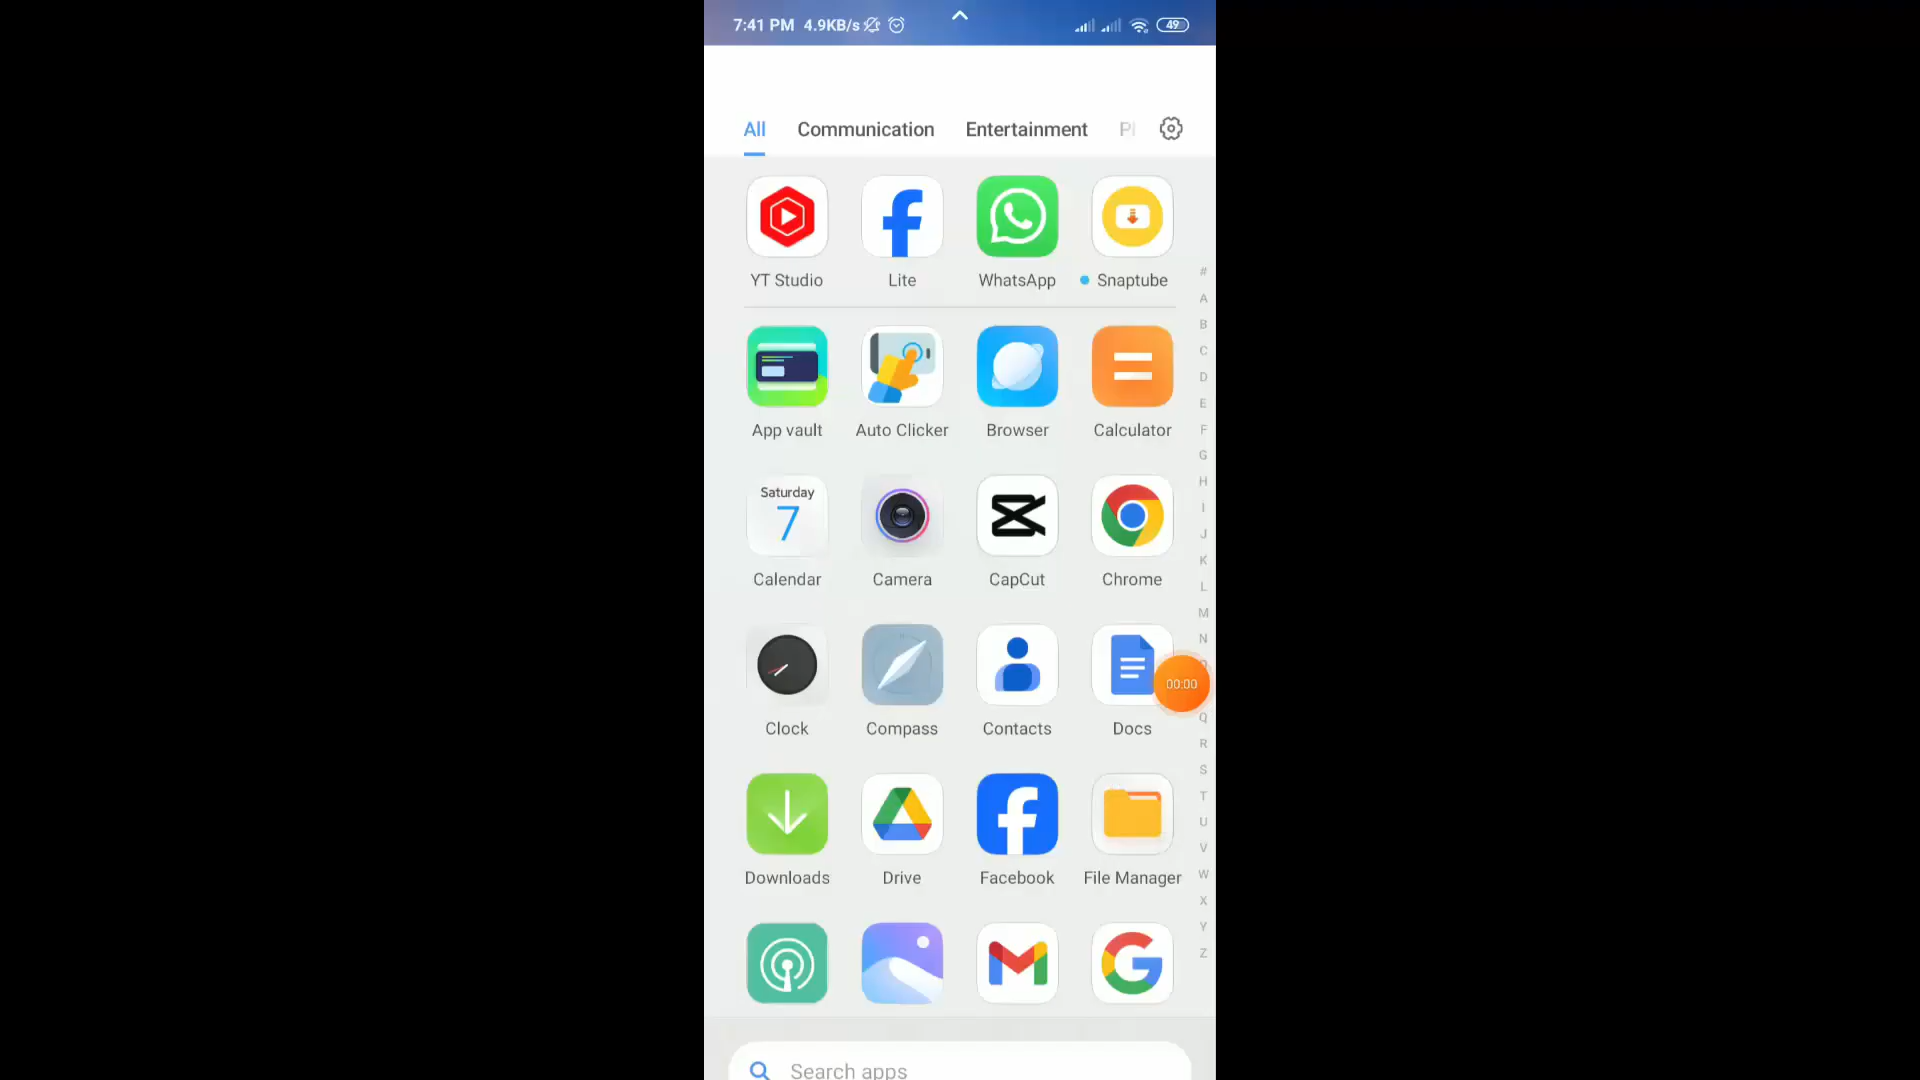 7:41 PM 4.9KB/s 49
All Communication Entertainment Pl
YT Studio Lite WhatsApp Snaptube
App vault Auto Clicker Browser Calculator
Saturday
7
Calendar Camera CapCut Chrome
Clock Compass Contacts Docs
00:00
Downloads Drive Facebook File Manager
Search apps
#
A
B
C
D
E
F
G
H
I
J
K
L
M
N
Q
R
S
T
U
V
W
X
Y
Z